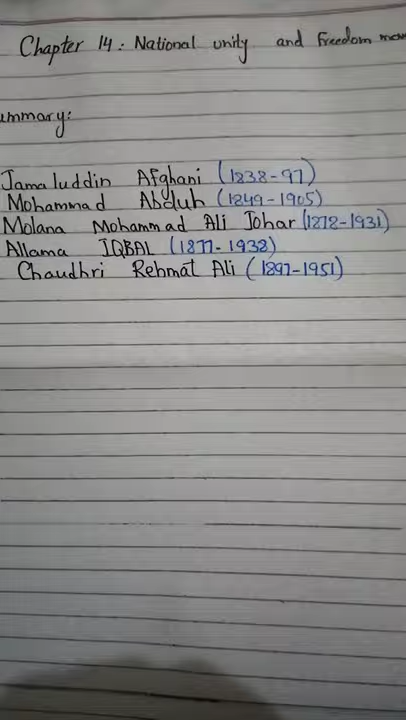 Chapter 14: National unity and Freedom mov
ummary:
Jamaluddin Afghani (1838-97)
Mohammad Abduh (1849-1905)
Molana Mohammad Ali Johar (1878-1931)
Allama IQBAL (1877-1938)
Chaudhri Rehmat Ali (1897-1951)